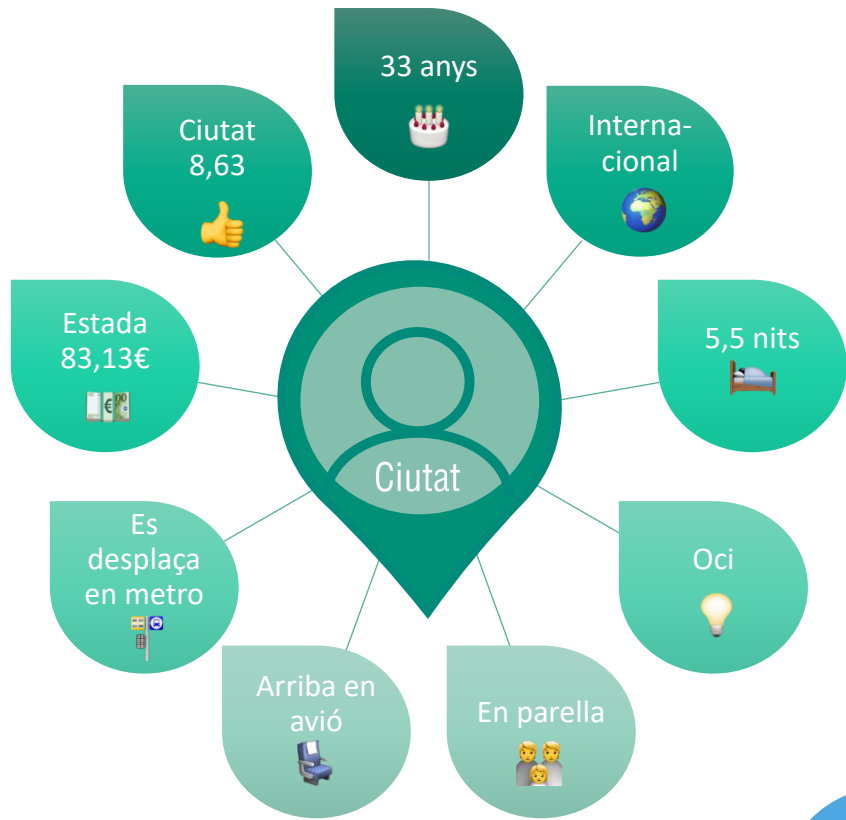 33 anys
Interna-
cional
5,5 nits
Oci
En parella
Arriba en
avió
Es
desplaça
en metro
Estada
83,13€
Ciutat
8,63
Ciutat